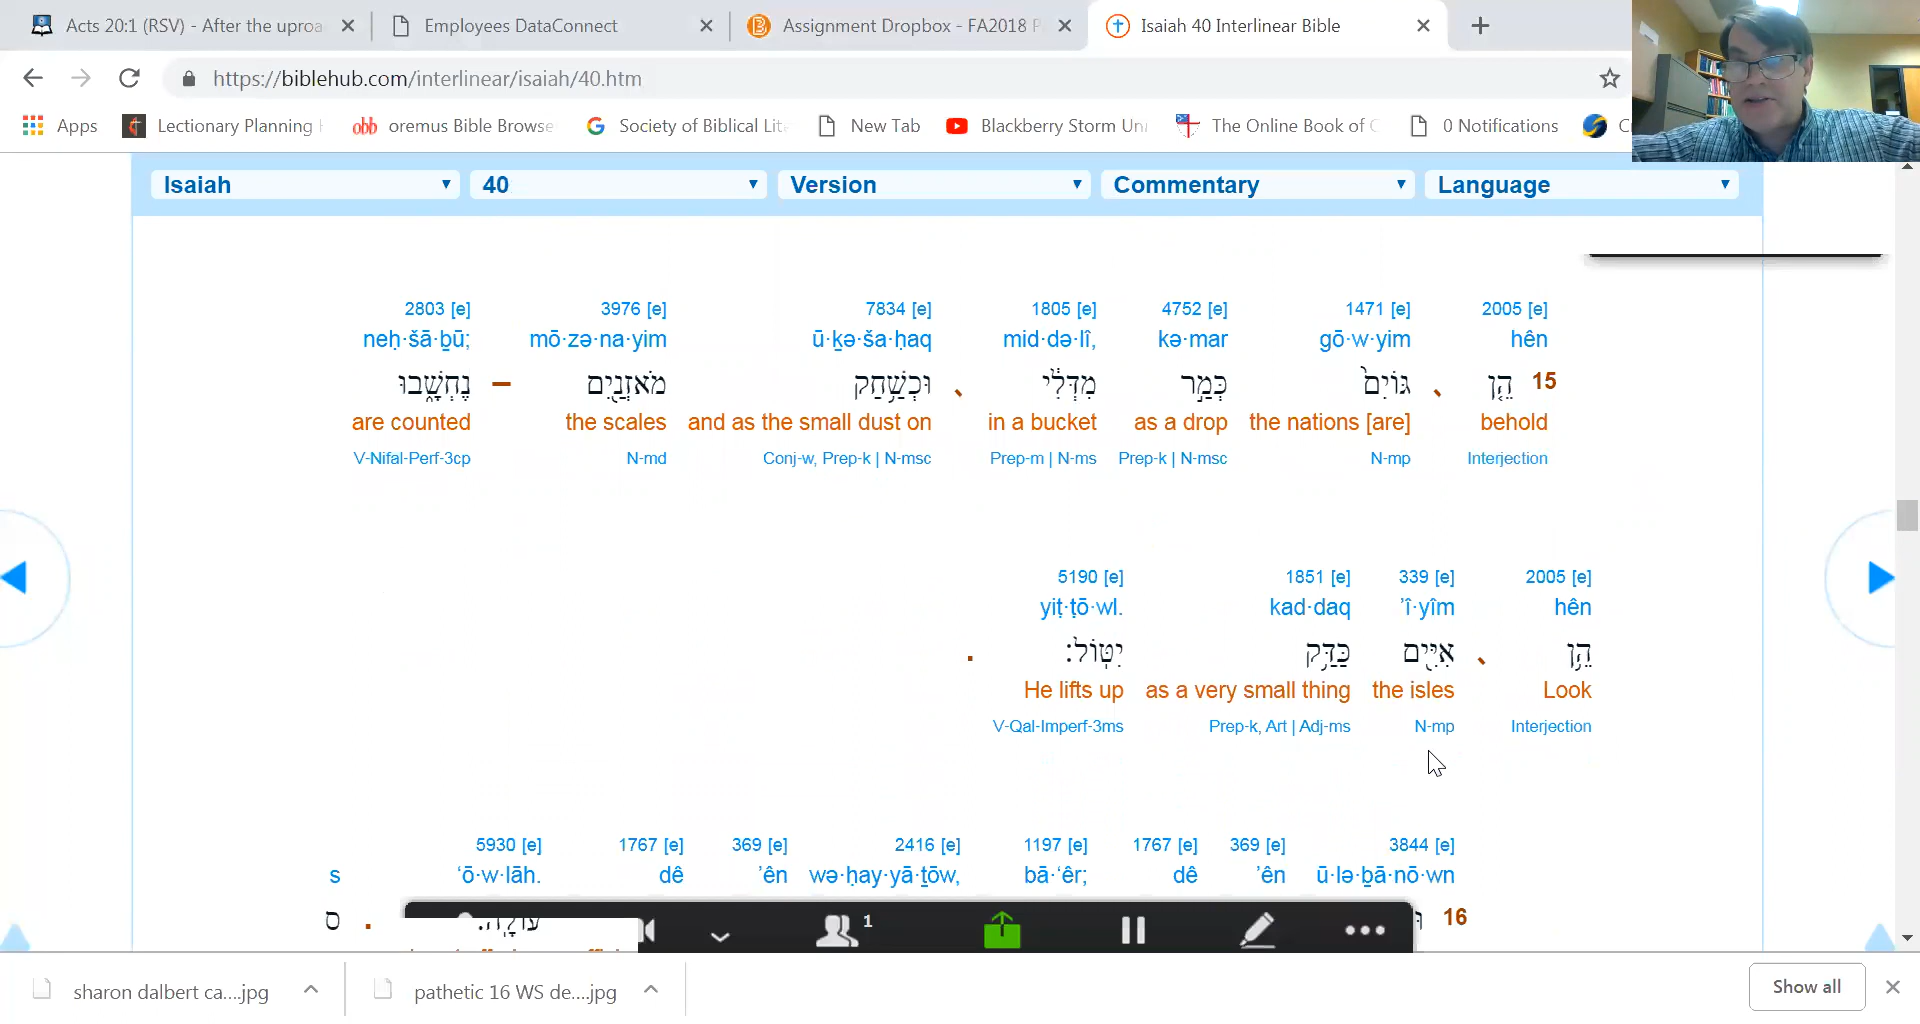 Acts 20:1 (RSV) - After the uproa
Employees DataConnect
Assignment Dropbox - FA2018 P
Isaiah 40 Interlinear Bible
https://biblehub.com/interlinear/isaiah/40.htm
Apps
Lectionary Planning
obb oremus Bible Browse
Society of Biblical Lit
New Tab
Blackberry Storm Un
The Online Book of C
0 Notifications
Isaiah 40 Version Commentary Language
2803 [e] 3976 [e] 7834 [e] 1805 [e] 4752 [e] 1471 [e] 2005 [e]
neḥ·šā·ḇū; mō·zə·na·yim ū·ḵə·ša·ḥaq mid·də·lî, kə·mar gō·w·yim hên
15 הֵ֤ן 、 גּוֹיִם֙ כְּמַ֣ר מִדְּלִ֔י 、 וּכְשַׁ֥חַק מֹאזְנַ֖יִם – נֶחְשָׁ֑בוּ
are counted the scales and as the small dust on in a bucket as a drop the nations [are] behold
V-Nifal-Perf-3cp N-md Conj-w, Prep-k | N-msc Prep-m | N-ms Prep-k | N-msc N-mp Interjection
5190 [e] 1851 [e] 339 [e] 2005 [e]
yiṭ·ṭō·wl. kad·daq ’î·yîm hên
הֵ֥ן 、 אִיִּ֖ים כַּדַּ֥ק יִטּֽוֹל׃ .
He lifts up as a very small thing the isles Look
V-Qal-Imperf-3ms Prep-k, Art | Adj-ms N-mp Interjection
5930 [e] 1767 [e] 369 [e] 2416 [e] 1197 [e] 1767 [e] 369 [e] 3844 [e]
s ‘ō·w·lāh. dê ’ên wə·ḥay·yā·ṯōw, bā·‘êr; dê ’ên ū·lə·ḇā·nō·wn
16 עוֹלָֽה׃ . ס
1
sharon dalbert ca....jpg
pathetic 16 WS de....jpg
Show all